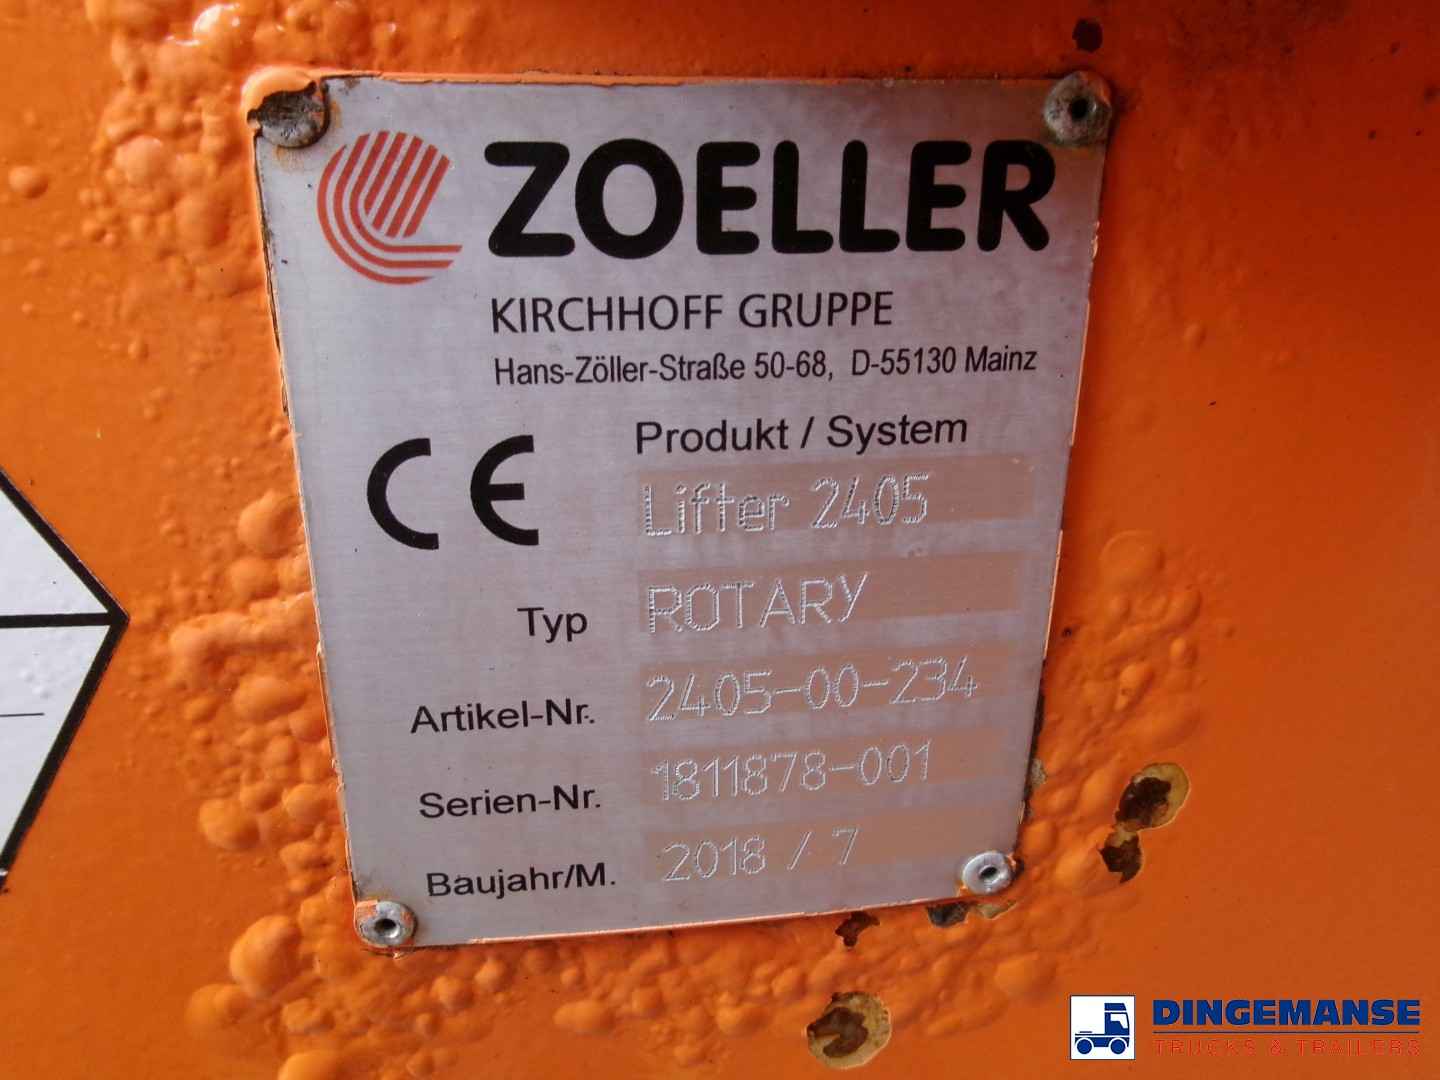 ZOELLER
KIRCHHOFF GRUPPE
Hans-Zöller-Straße 50-68, D-55130 Mainz
CE
Produkt / System
Lifter 2405
Typ ROTARY
Artikel-Nr. 2405-00-234
Serien-Nr. 1811878-001
Baujahr/M. 2018 / 7
DINGEMANSE
TRUCKS & TRAILERS